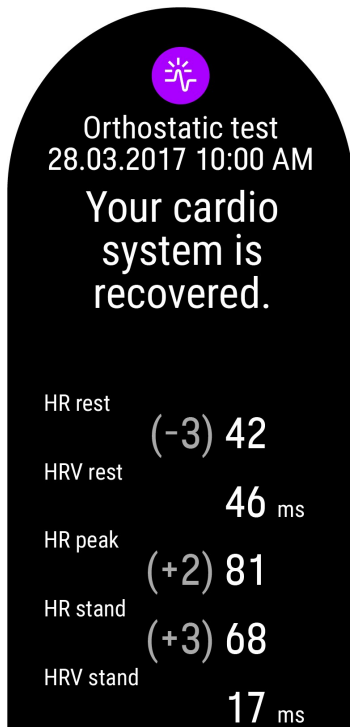 Orthostatic test
28.03.2017 10:00 AM
Your cardio
system is
recovered.
HR rest
(-3) 42
HRV rest
46 ms
HR peak
(+2) 81
HR stand
(+3) 68
HRV stand
17 ms